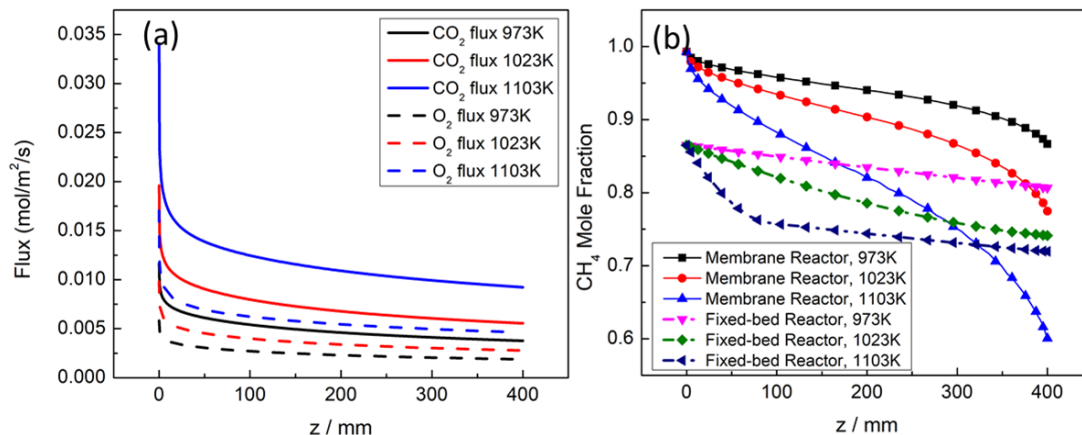 (a)
0.035
0.030
0.025
0.020
0.015
0.010
0.005
0.000
Flux (mol/m²/s)
CO₂ flux 973K
CO₂ flux 1023K
CO₂ flux 1103K
O₂ flux 973K
O₂ flux 1023K
O₂ flux 1103K
0 100 200 300 400
z / mm
(b)
1.0
0.9
0.8
0.7
0.6
CH₄ Mole Fraction
Membrane Reactor, 973K
Membrane Reactor, 1023K
Membrane Reactor, 1103K
Fixed-bed Reactor, 973K
Fixed-bed Reactor, 1023K
Fixed-bed Reactor, 1103K
0 100 200 300 400
z / mm